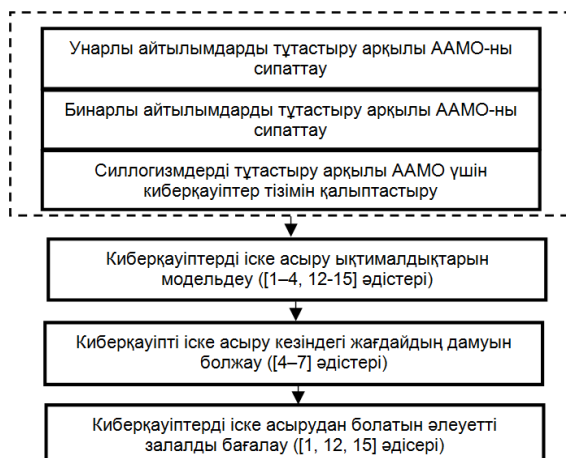 Унарлы айтылымдарды тұтастыру арқылы ААМО-ны
сипаттау
Бинарлы айтылымдарды тұтастыру арқылы ААМО-ны
сипаттау
Силлогизмдерді тұтастыру арқылы ААМО үшін
киберқауіптер тізімін қалыптастыру
Киберқауіптерді іске асыру ықтималдықтарын
модельдеу ([1–4, 12-15] әдістері)
Киберқауіпті іске асыру кезіндегі жағдайдың дамуын
болжау ([4–7] әдістері)
Киберқауіптерді іске асырудан болатын әлеуетті
залалды бағалау ([1, 12, 15] әдісері)